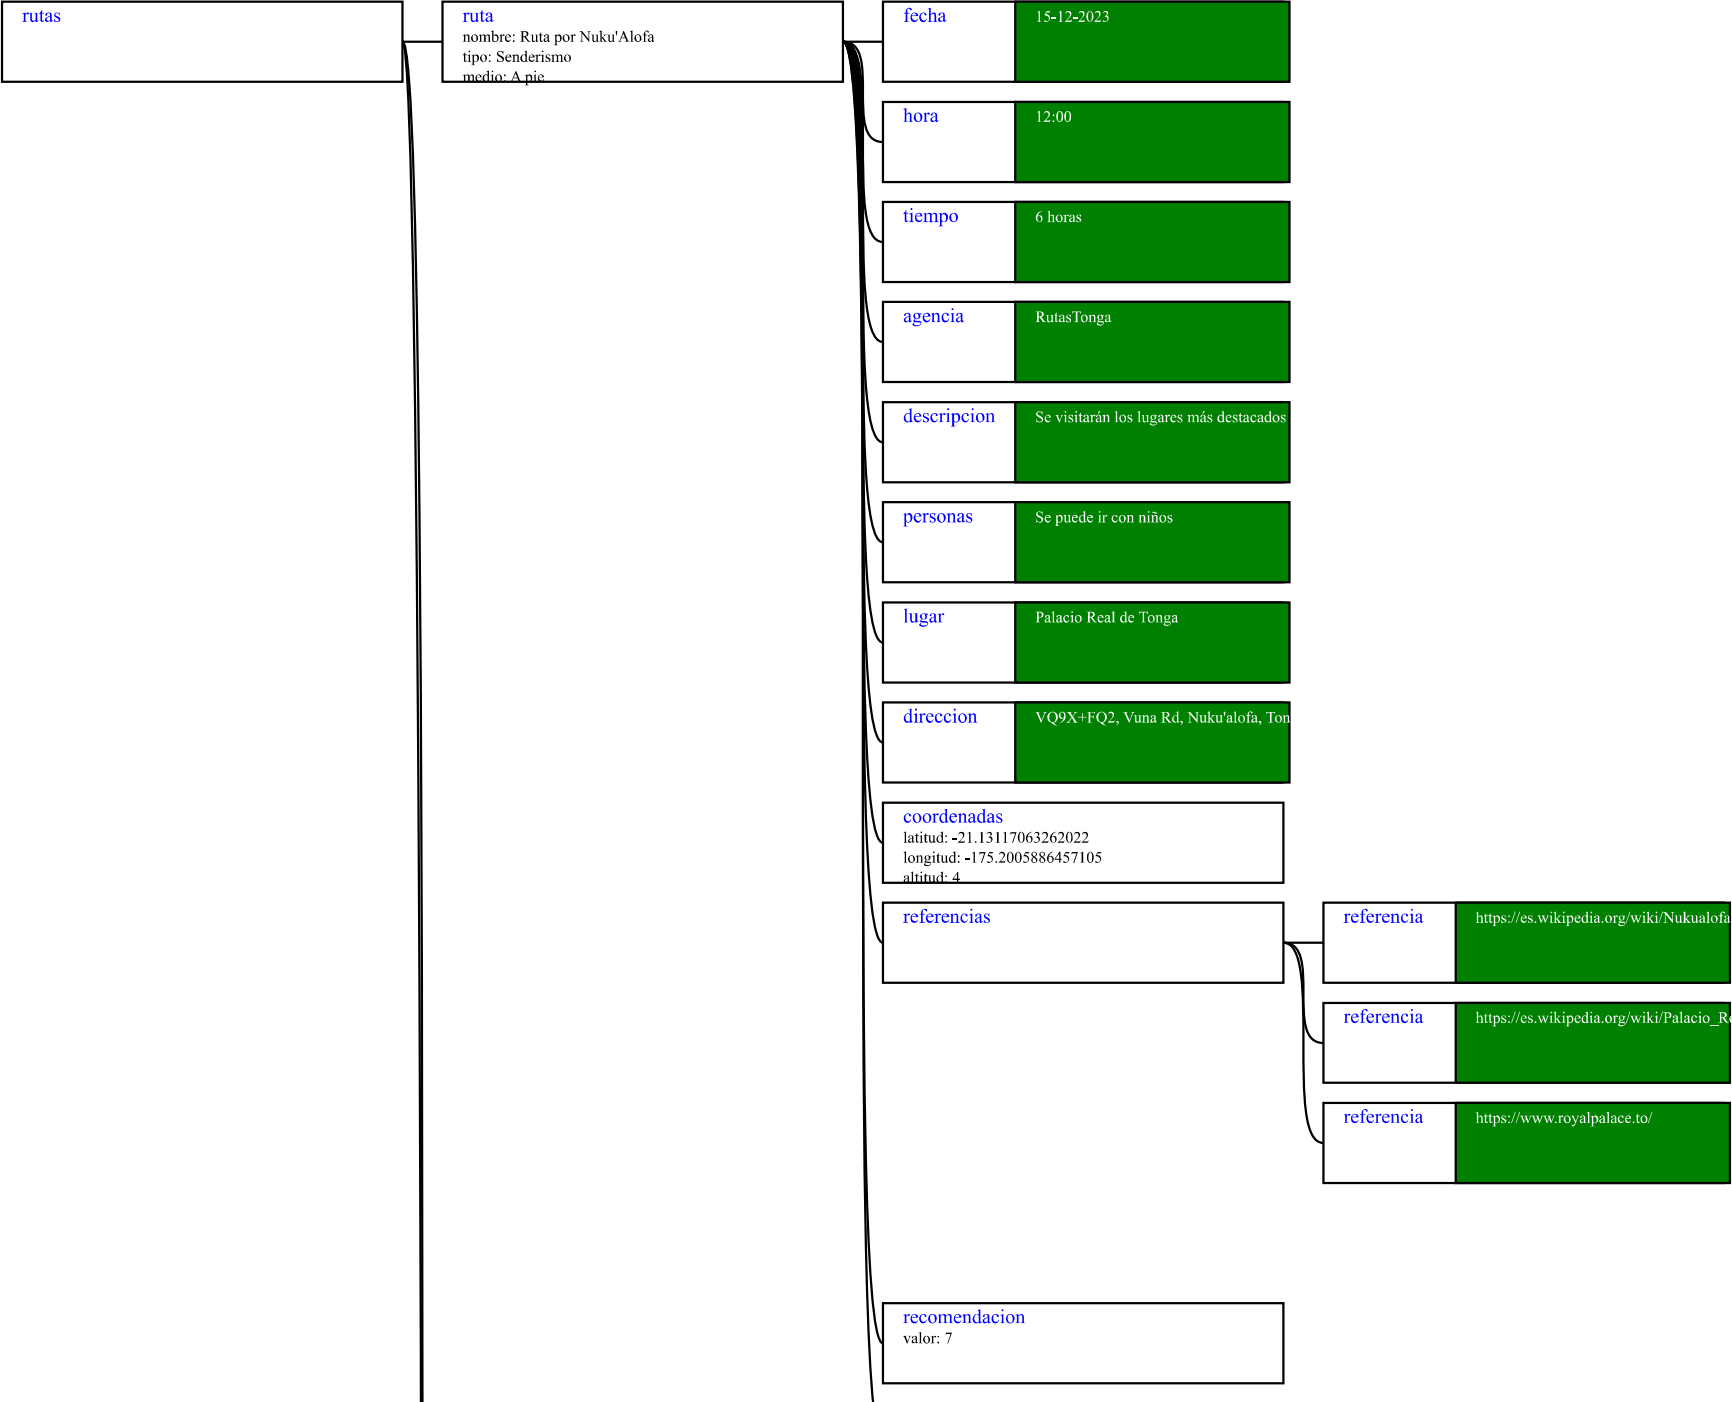 rutas
ruta
nombre: Ruta por Nuku'Alofa
tipo: Senderismo
medio: A pie
fecha
15-12-2023
hora
12:00
tiempo
6 horas
agencia
RutasTonga
descripcion
Se visitarán los lugares más destacados
personas
Se puede ir con niños
lugar
Palacio Real de Tonga
direccion
VQ9X+FQ2, Vuna Rd, Nuku'alofa, Ton
coordenadas
latitud: -21.13117063262022
longitud: -175.2005886457105
altitud: 4
referencias
referencia
https://es.wikipedia.org/wiki/Nukualofa
referencia
https://es.wikipedia.org/wiki/Palacio_R
referencia
https://www.royalpalace.to/
recomendacion
valor: 7